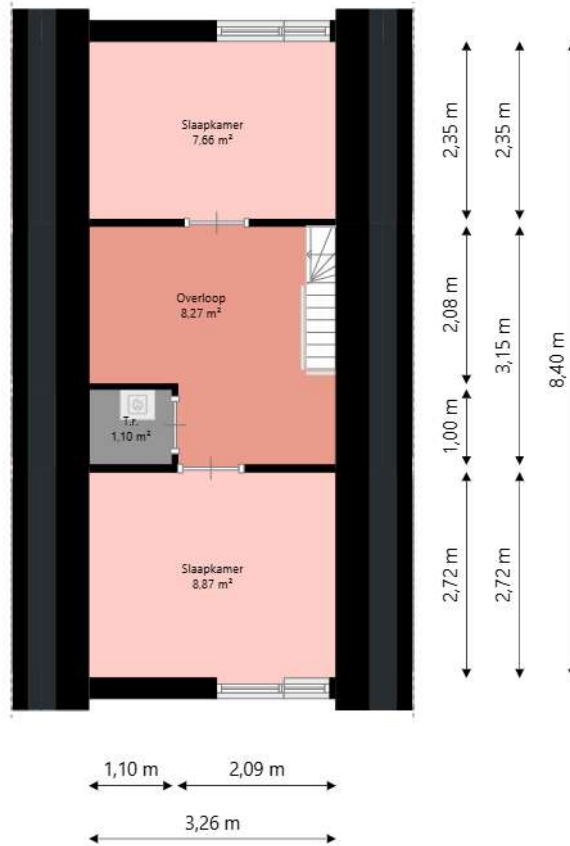 Slaapkamer
7,66 m²
Overloop
8,27 m²
T.r.
1,10 m²
Slaapkamer
8,87 m²
2,35 m
2,35 m
2,08 m
3,15 m
8,40 m
1,00 m
2,72 m
2,72 m
1,10 m
2,09 m
3,26 m